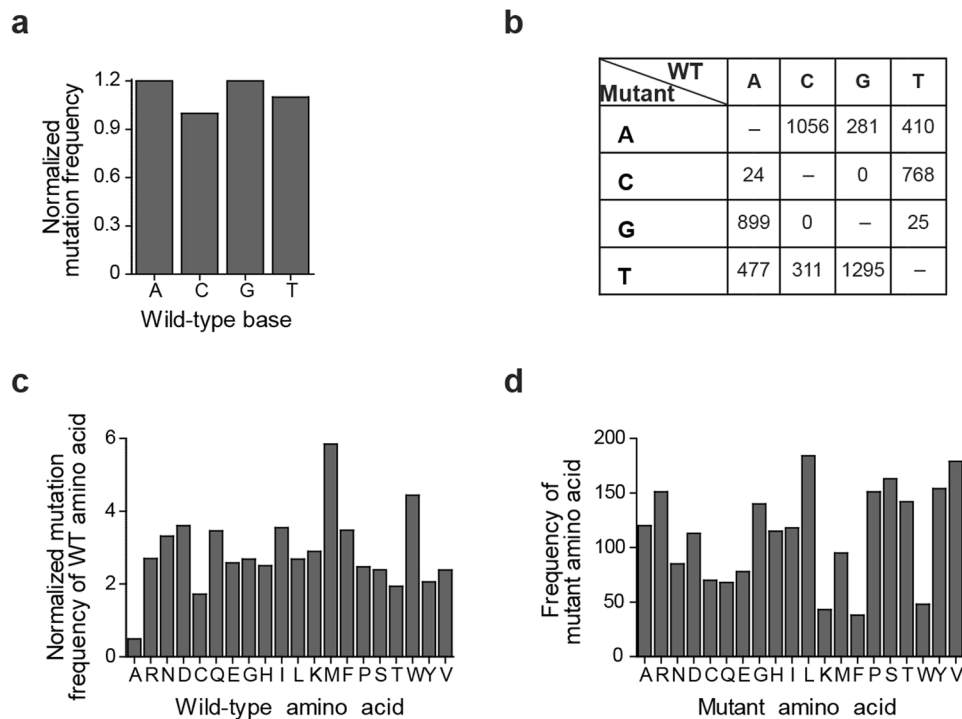 a
Normalized
mutation frequency
1.2
0.9
0.6
0.3
0
A C G T
Wild-type base
b
WT
Mutant
A C G T
A – 1056 281 410
C 24 – 0 768
G 899 0 – 25
T 477 311 1295 –
c
Normalized mutation
frequency of WT amino acid
6
4
2
0
A R N D C Q E G H I L K M F P S T W Y V
Wild-type amino acid
d
Frequency of
mutant amino acid
200
150
100
50
0
A R N D C Q E G H I L K M F P S T W Y V
Mutant amino acid